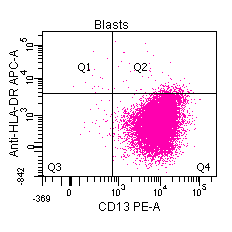 Blasts
Anti-HLA-DR APC-A
10^5
10^4
10^3
0
-842
Q1
Q2
Q3
Q4
-369
0
10^3
10^4
10^5
CD13 PE-A